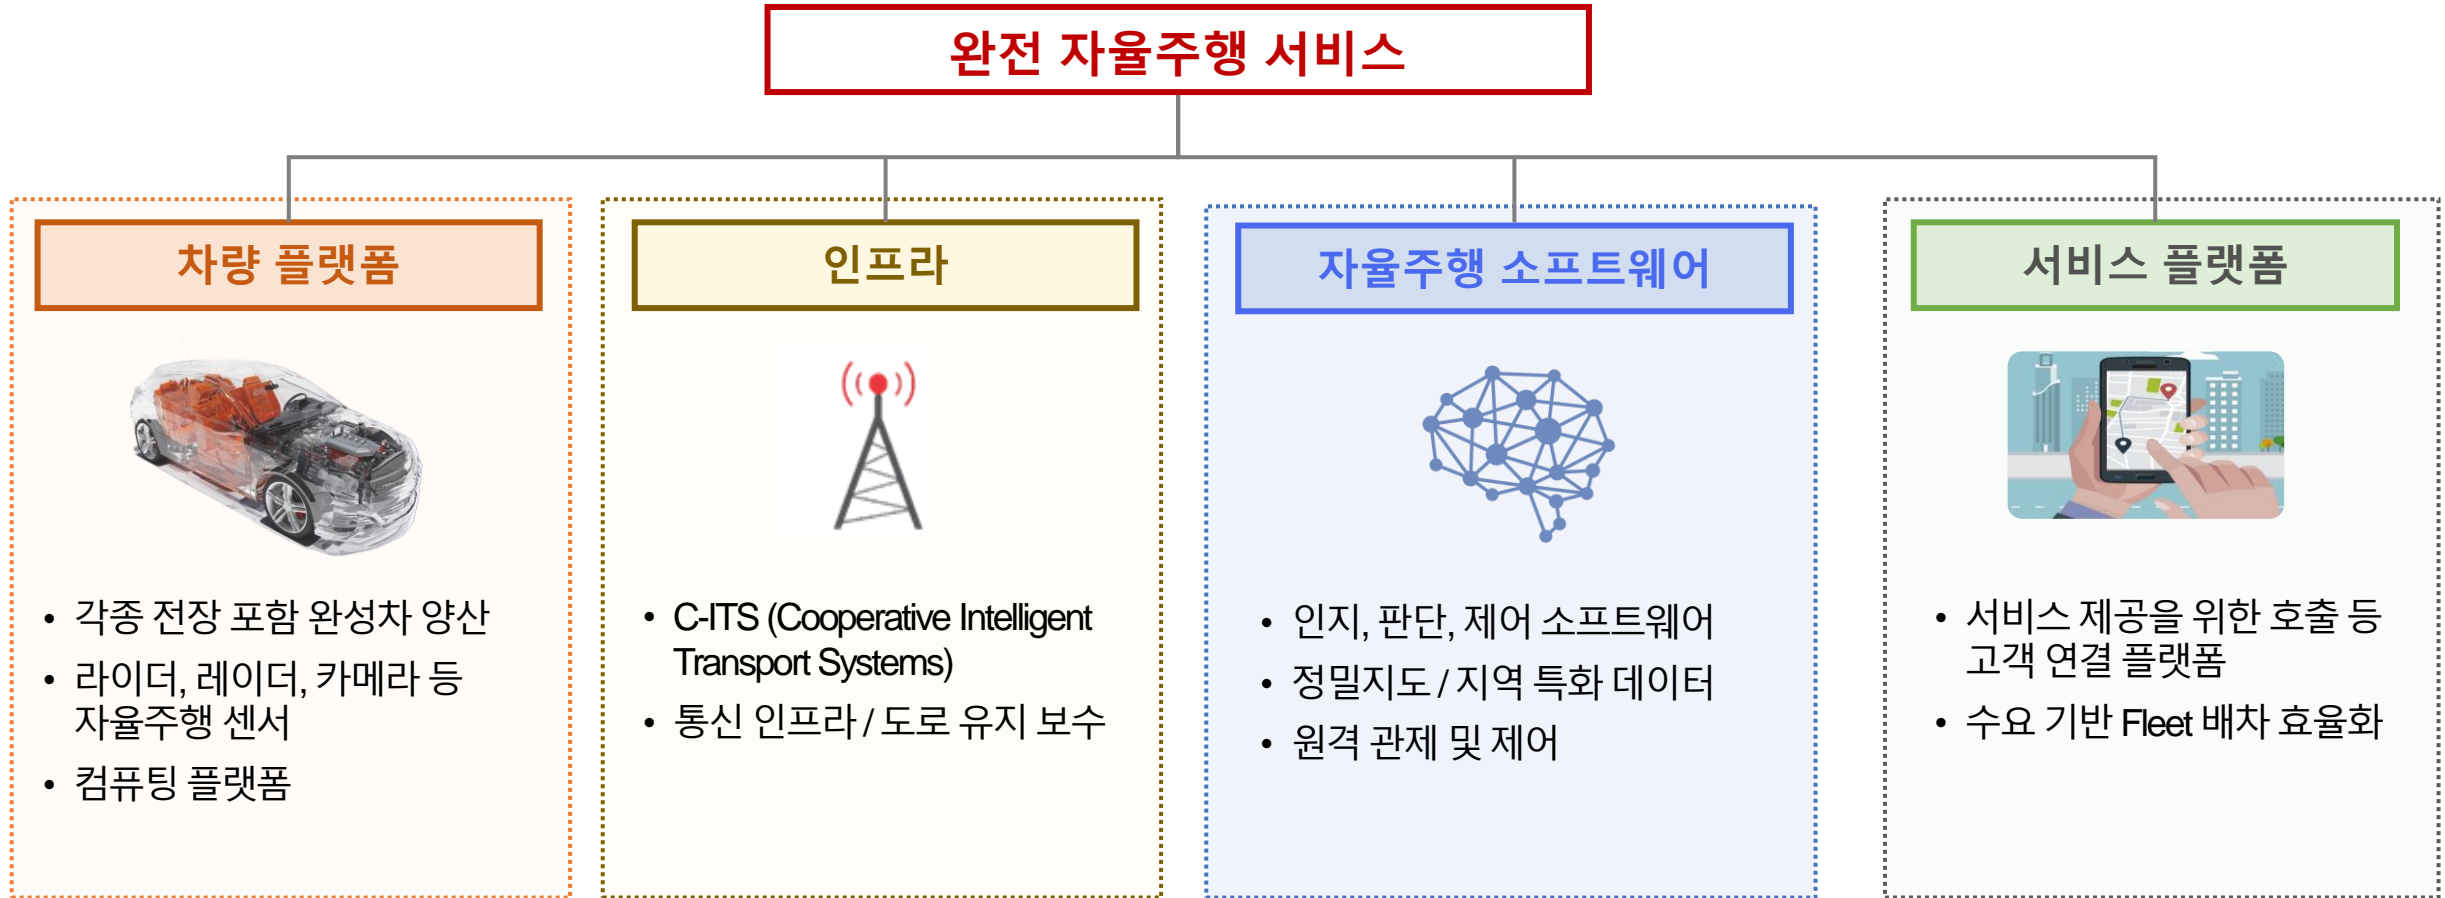 완전 자율주행 서비스
차량 플랫폼
• 각종 전장 포함 완성차 양산
• 라이더, 레이더, 카메라 등
자율주행 센서
• 컴퓨팅 플랫폼
인프라
• C-ITS (Cooperative Intelligent
Transport Systems)
• 통신 인프라 / 도로 유지 보수
자율주행 소프트웨어
• 인지, 판단, 제어 소프트웨어
• 정밀지도 / 지역 특화 데이터
• 원격 관제 및 제어
서비스 플랫폼
• 서비스 제공을 위한 호출 등
고객 연결 플랫폼
• 수요 기반 Fleet 배차 효율화